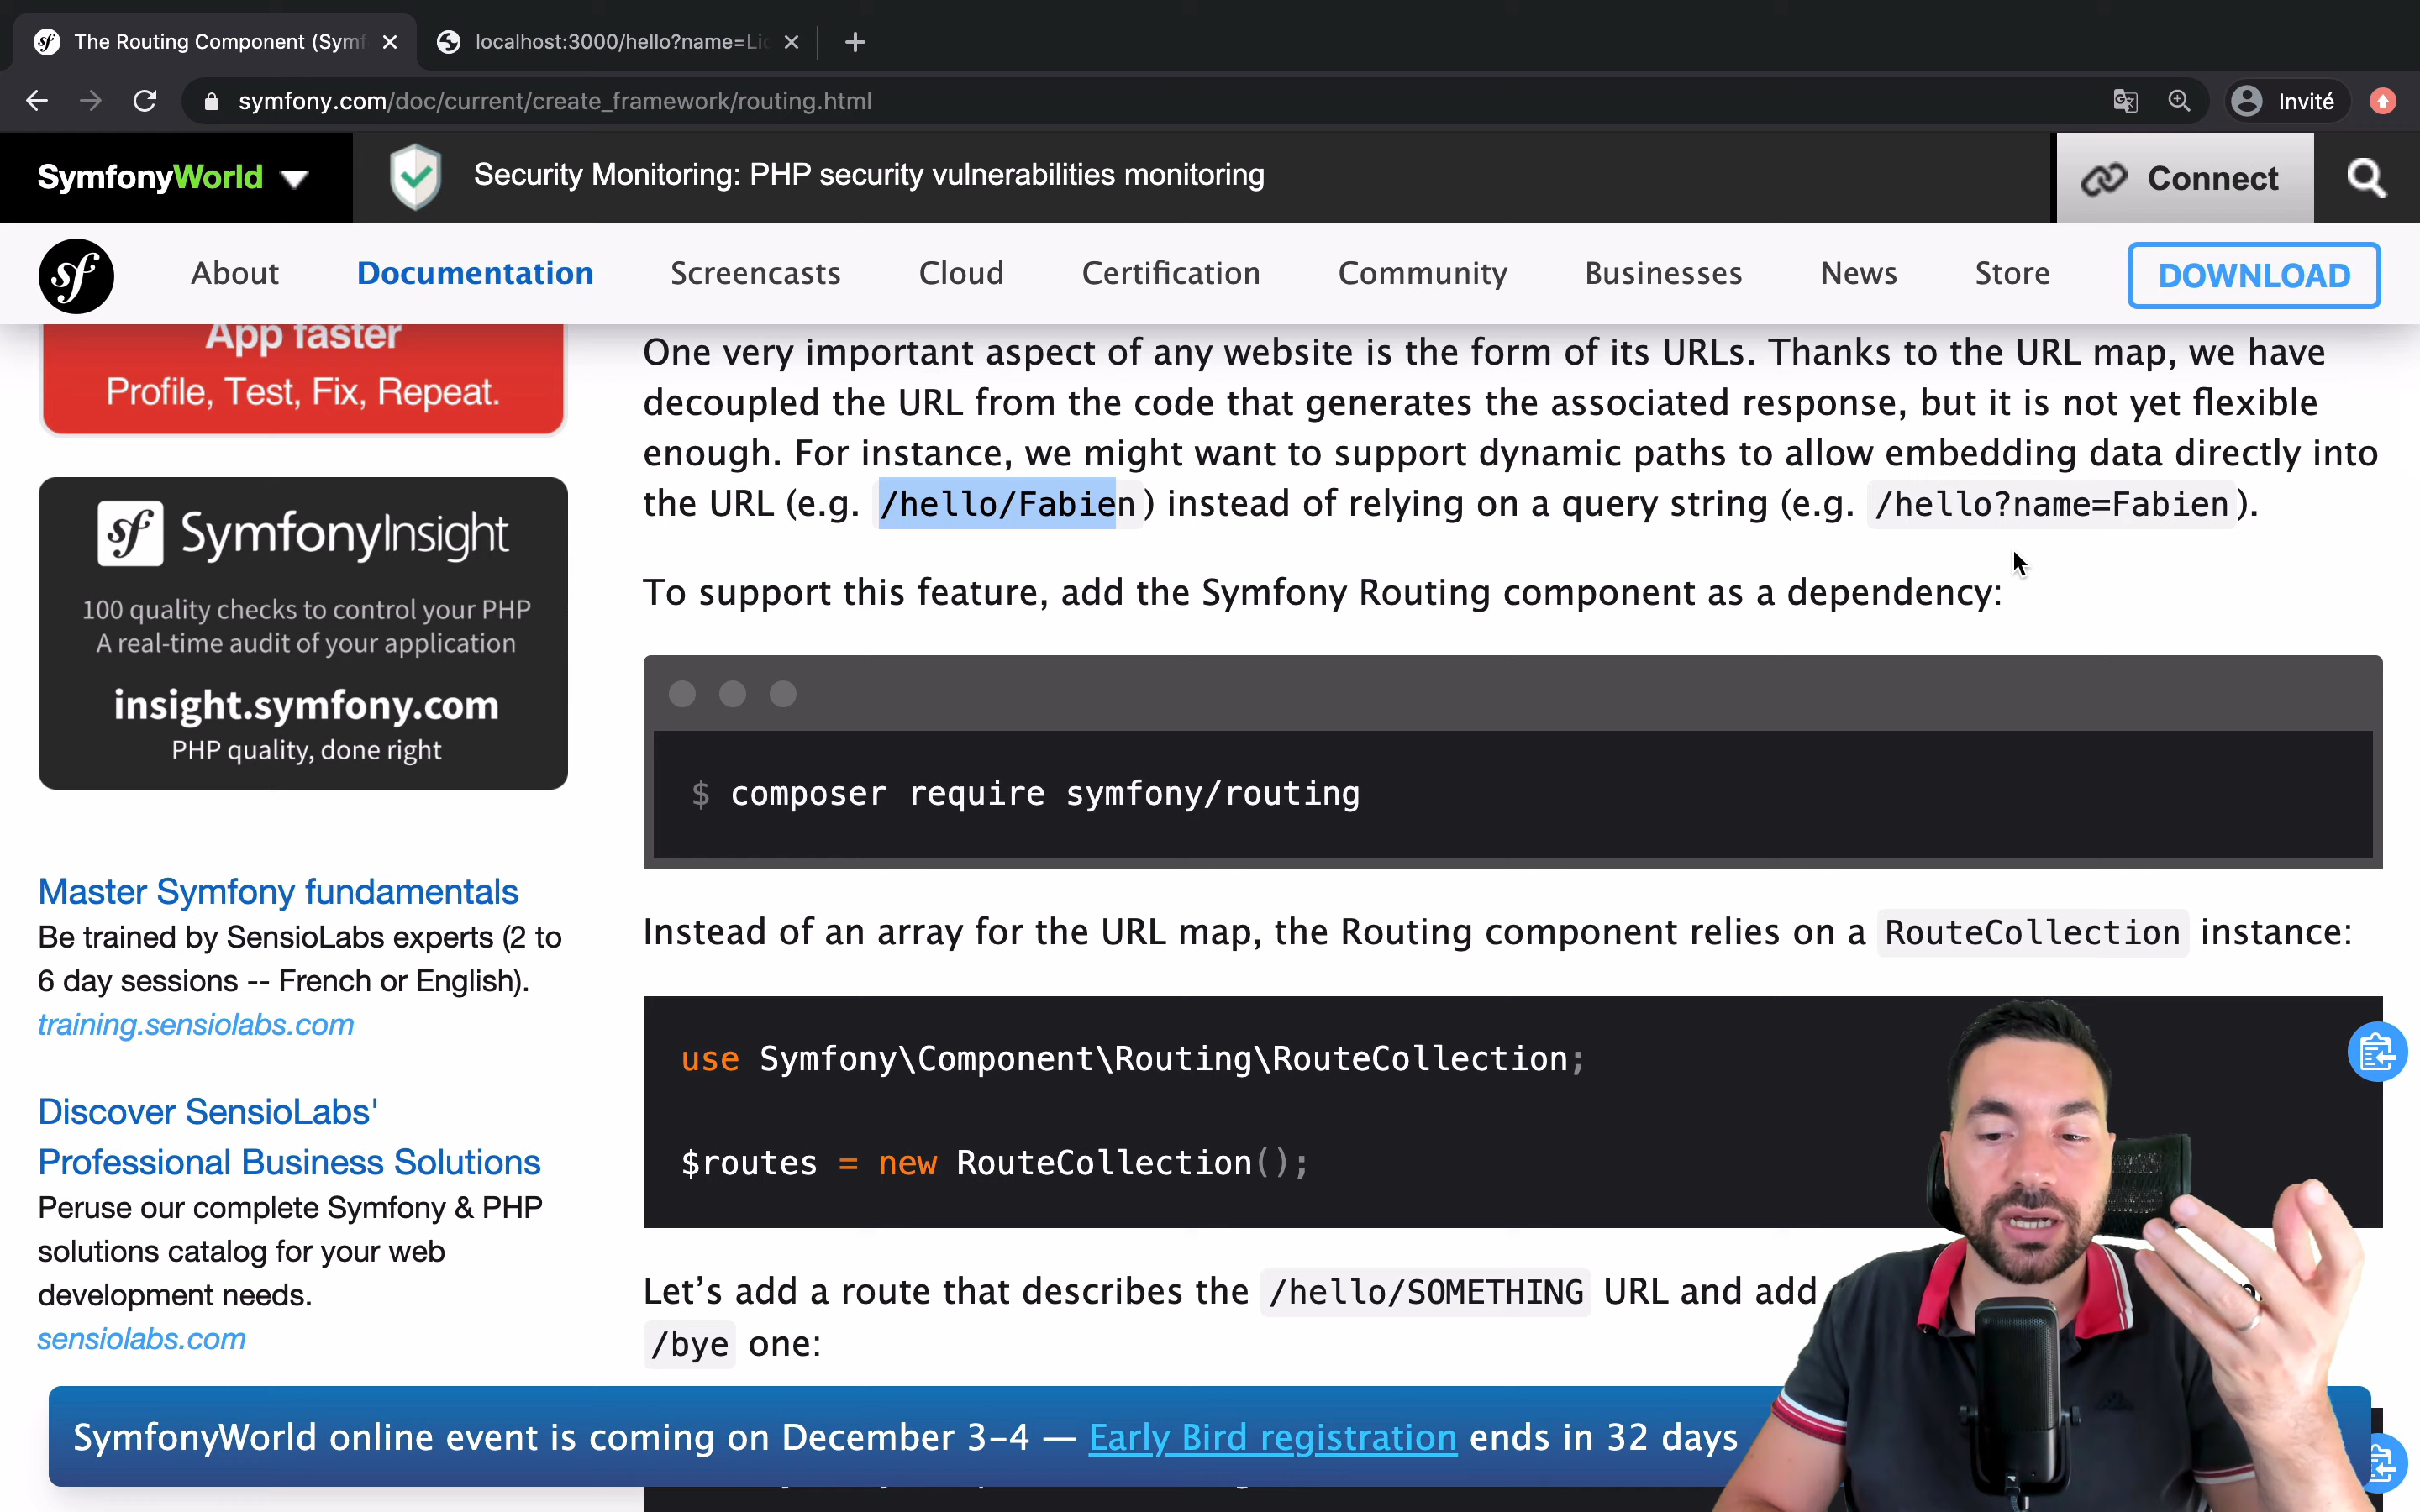 The Routing Component (Symf
localhost:3000/hello?name=Lio
symfony.com/doc/current/create_framework/routing.html
Invité
SymfonyWorld
Security Monitoring: PHP security vulnerabilities monitoring
Connect
sf
About
Documentation
Screencasts
Cloud
Certification
Community
Businesses
News
Store
DOWNLOAD
App faster
Profile, Test, Fix, Repeat.
sf SymfonyInsight
100 quality checks to control your PHP
A real-time audit of your application
insight.symfony.com
PHP quality, done right
Master Symfony fundamentals
Be trained by SensioLabs experts (2 to
6 day sessions -- French or English).
training.sensiolabs.com
Discover SensioLabs'
Professional Business Solutions
Peruse our complete Symfony & PHP
solutions catalog for your web
development needs.
sensiolabs.com
One very important aspect of any website is the form of its URLs. Thanks to the URL map, we have
decoupled the URL from the code that generates the associated response, but it is not yet flexible
enough. For instance, we might want to support dynamic paths to allow embedding data directly into
the URL (e.g. /hello/Fabien) instead of relying on a query string (e.g. /hello?name=Fabien).
To support this feature, add the Symfony Routing component as a dependency:
$ composer require symfony/routing
Instead of an array for the URL map, the Routing component relies on a RouteCollection instance:
use Symfony\Component\Routing\RouteCollection;
$routes = new RouteCollection();
Let’s add a route that describes the /hello/SOMETHING URL and add
/bye one:
SymfonyWorld online event is coming on December 3–4 — Early Bird registration ends in 32 days